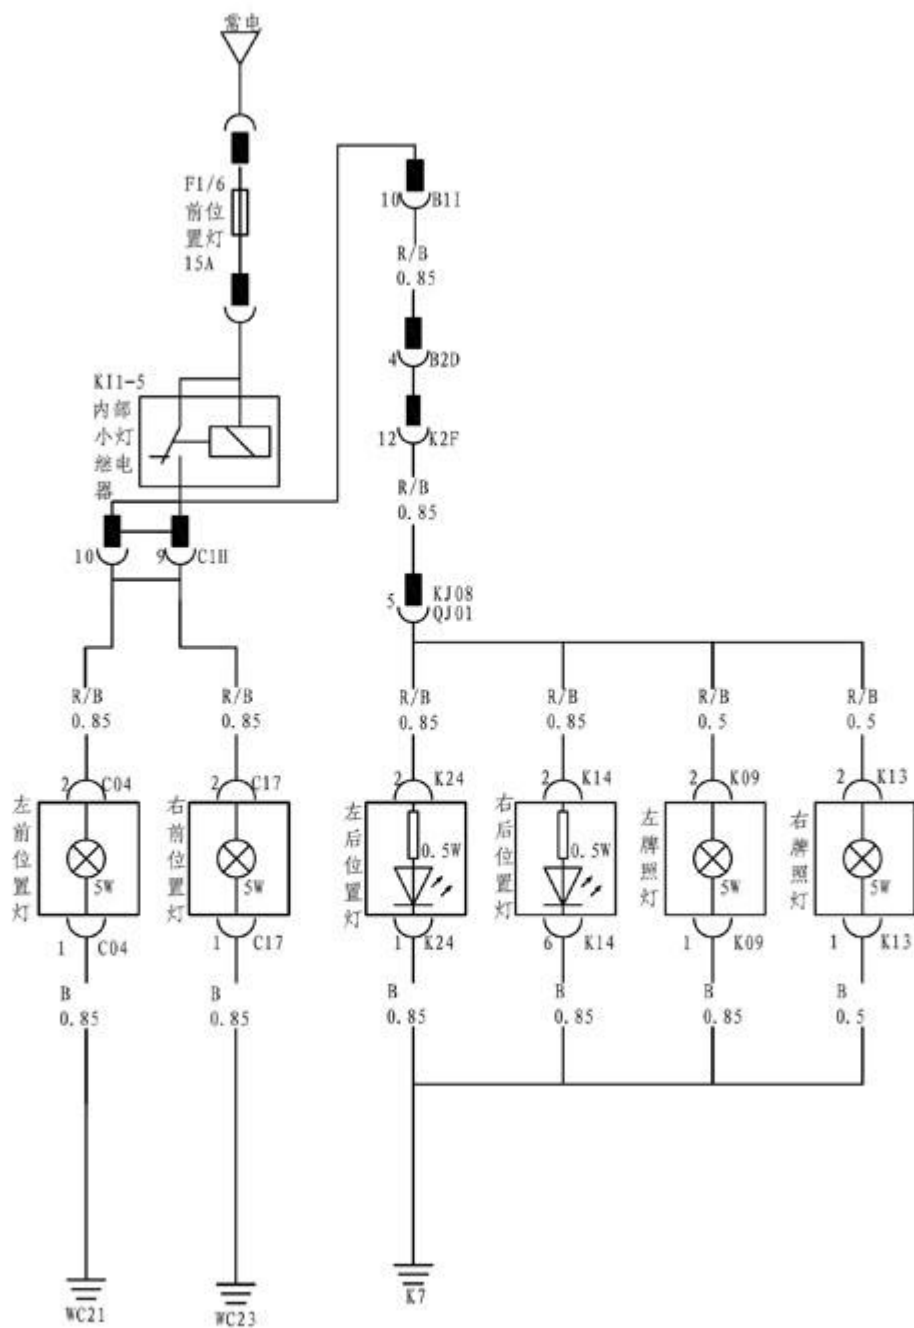 常电
F1/6
前位
置灯
15A
10
B1I
R/B
0.85
4
B2D
KI1-5
内部
小灯
继电
器
12
K2F
R/B
0.85
10
9
C1H
5
KJ08
QJ01
R/B
0.85
R/B
0.85
R/B
0.85
R/B
0.85
R/B
0.5
R/B
0.5
2
C04
2
C17
2
K24
2
K14
2
K09
2
K13
左前位置灯
5W
右前位置灯
5W
左后位置灯
0.5W
右后位置灯
0.5W
左牌照灯
5W
右牌照灯
5W
1
C04
1
C17
1
K24
6
K14
1
K09
1
K13
B
0.85
B
0.85
B
0.85
B
0.85
B
0.85
B
0.5
WC21
WC23
K7